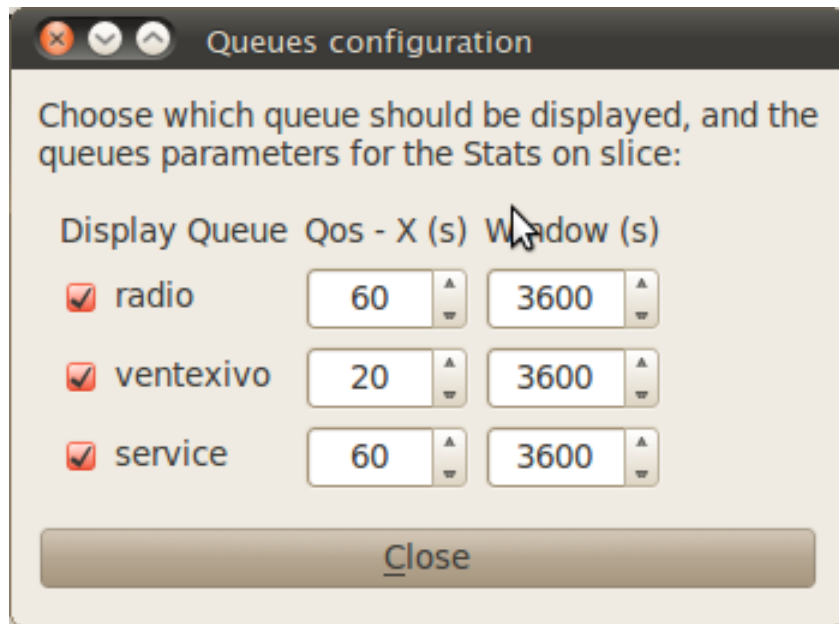 Queues configuration
Choose which queue should be displayed, and the
queues parameters for the Stats on slice:
Display Queue Qos - X (s) Window (s)
radio 60 3600
ventexivo 20 3600
service 60 3600
Close